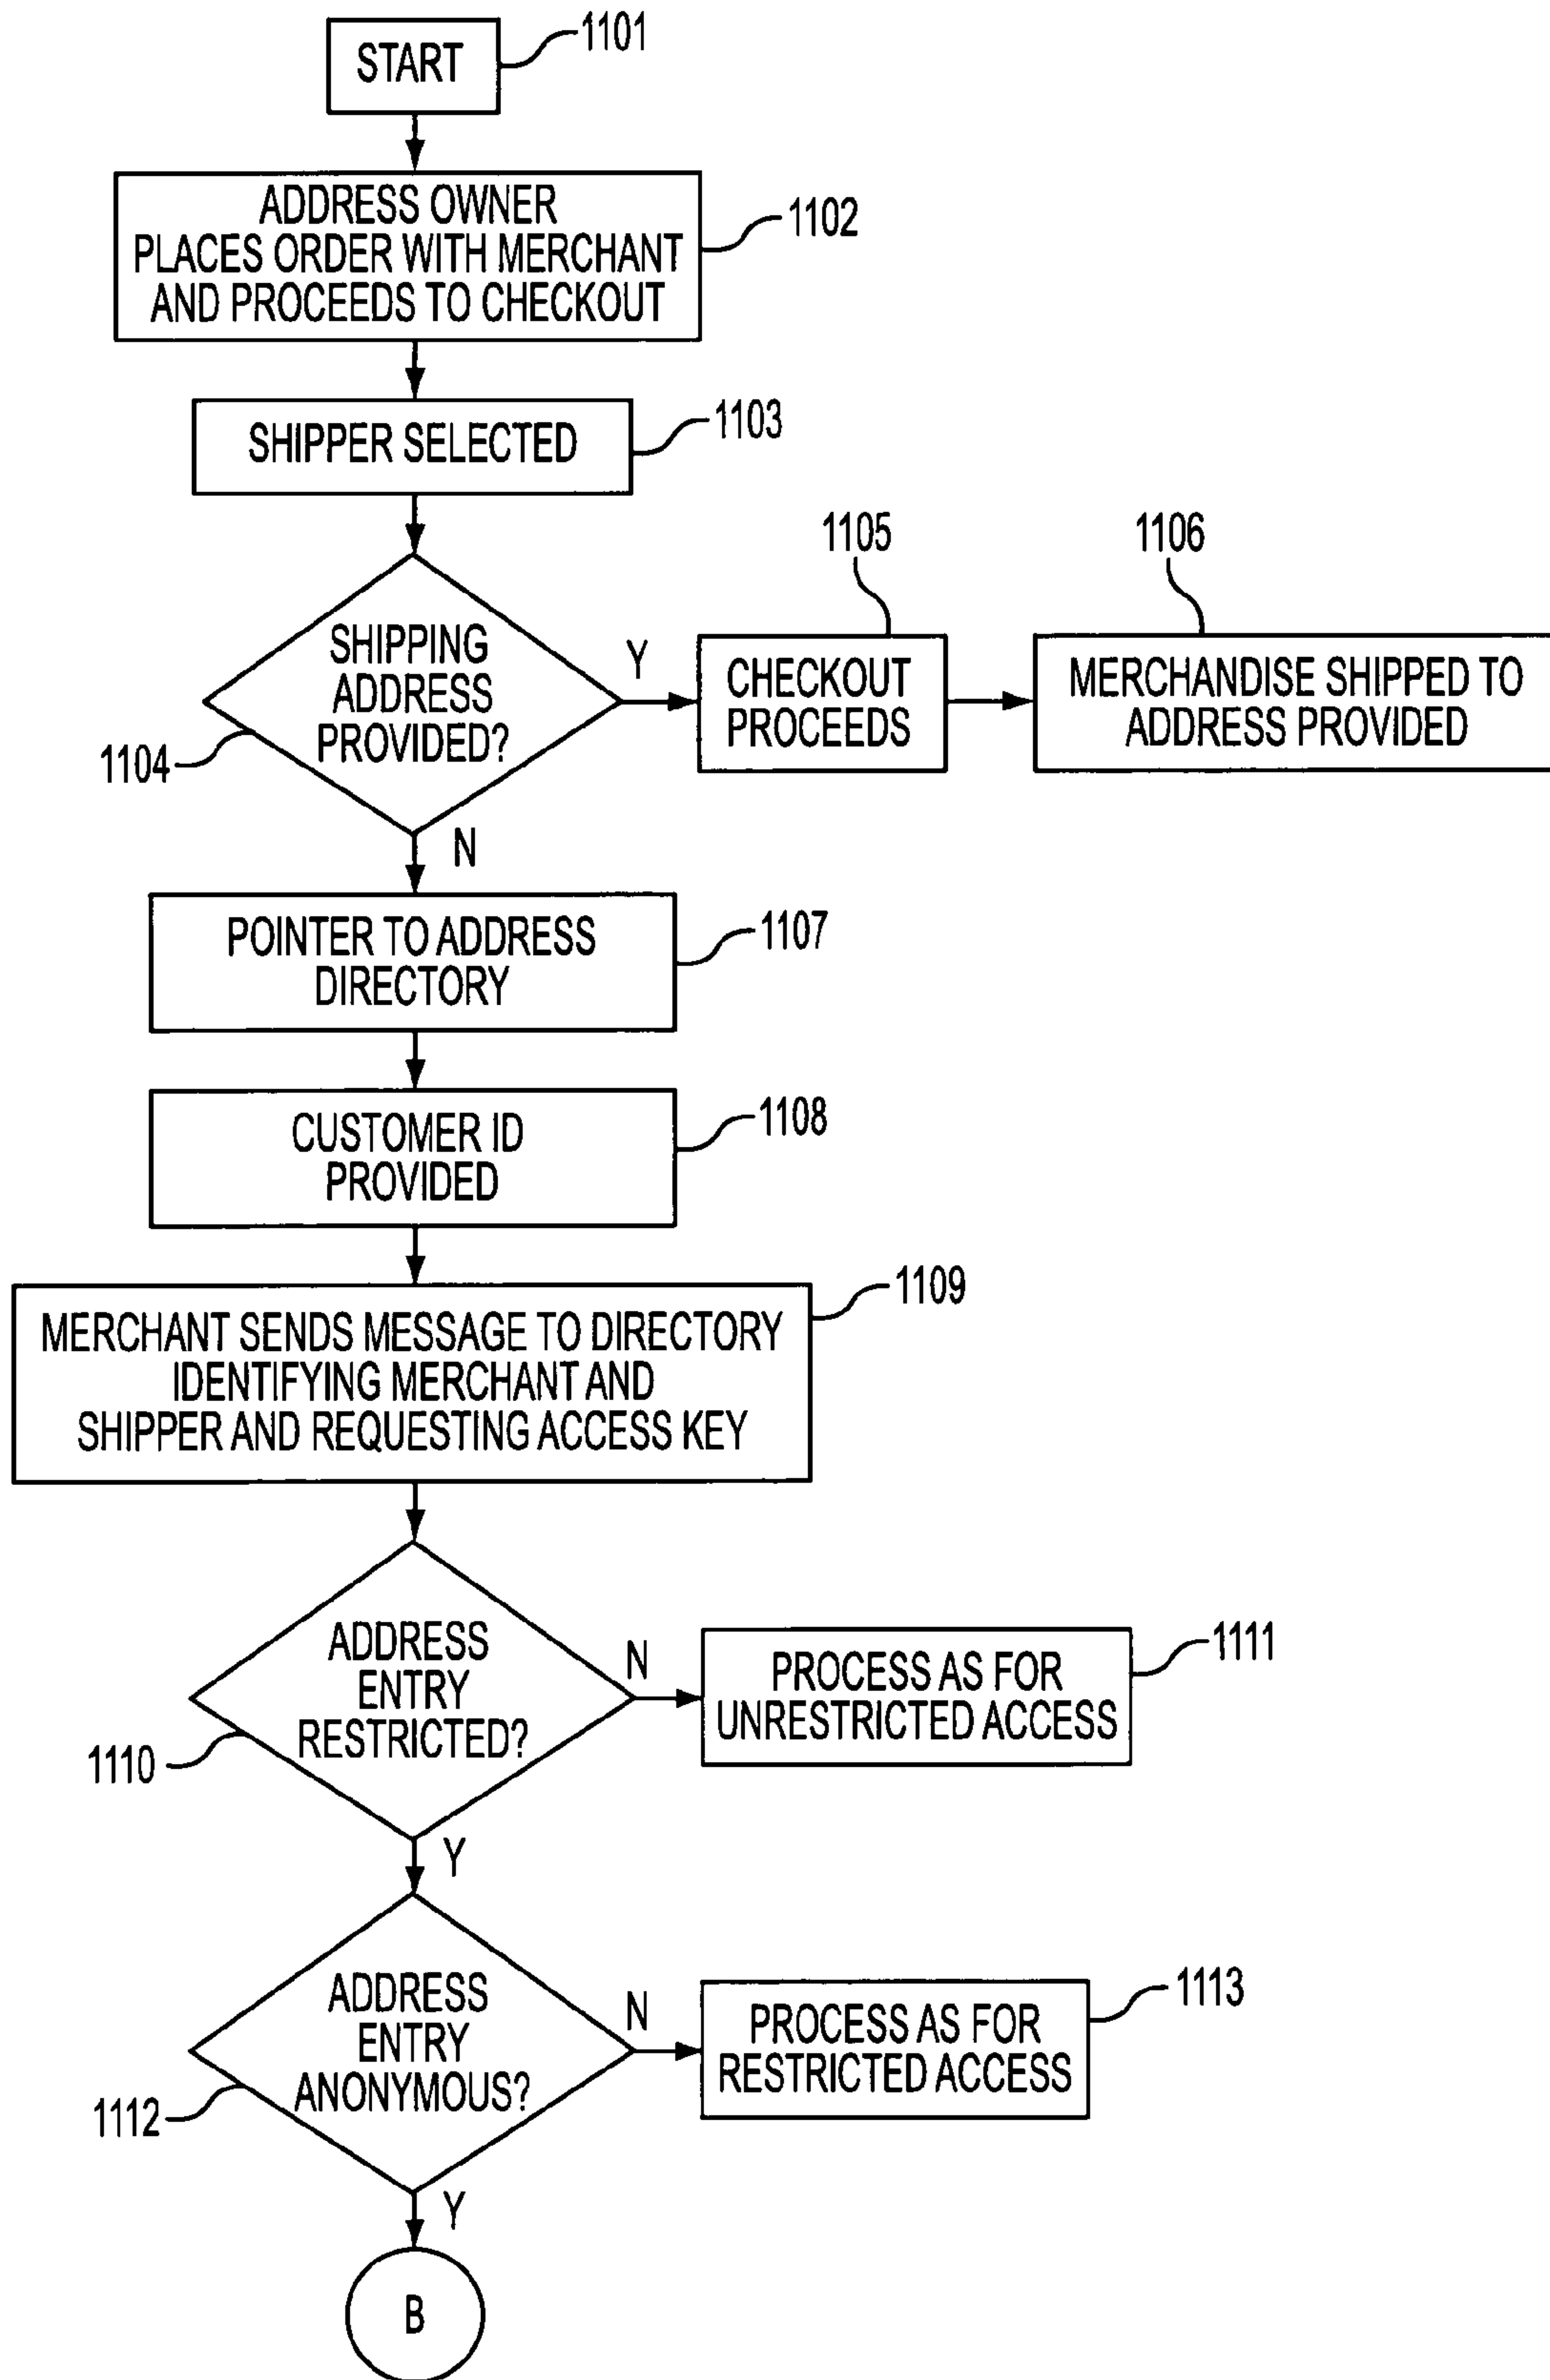 START
1101
ADDRESS OWNER
PLACES ORDER WITH MERCHANT
AND PROCEEDS TO CHECKOUT
1102
SHIPPER SELECTED
1103
SHIPPING
ADDRESS
PROVIDED?
1104
Y
N
CHECKOUT
PROCEEDS
1105
MERCHANDISE SHIPPED TO
ADDRESS PROVIDED
1106
POINTER TO ADDRESS
DIRECTORY
1107
CUSTOMER ID
PROVIDED
1108
MERCHANT SENDS MESSAGE TO DIRECTORY
IDENTIFYING MERCHANT AND
SHIPPER AND REQUESTING ACCESS KEY
1109
ADDRESS
ENTRY
RESTRICTED?
1110
N
Y
PROCESS AS FOR
UNRESTRICTED ACCESS
1111
ADDRESS
ENTRY
ANONYMOUS?
1112
N
Y
PROCESS AS FOR
RESTRICTED ACCESS
1113
B